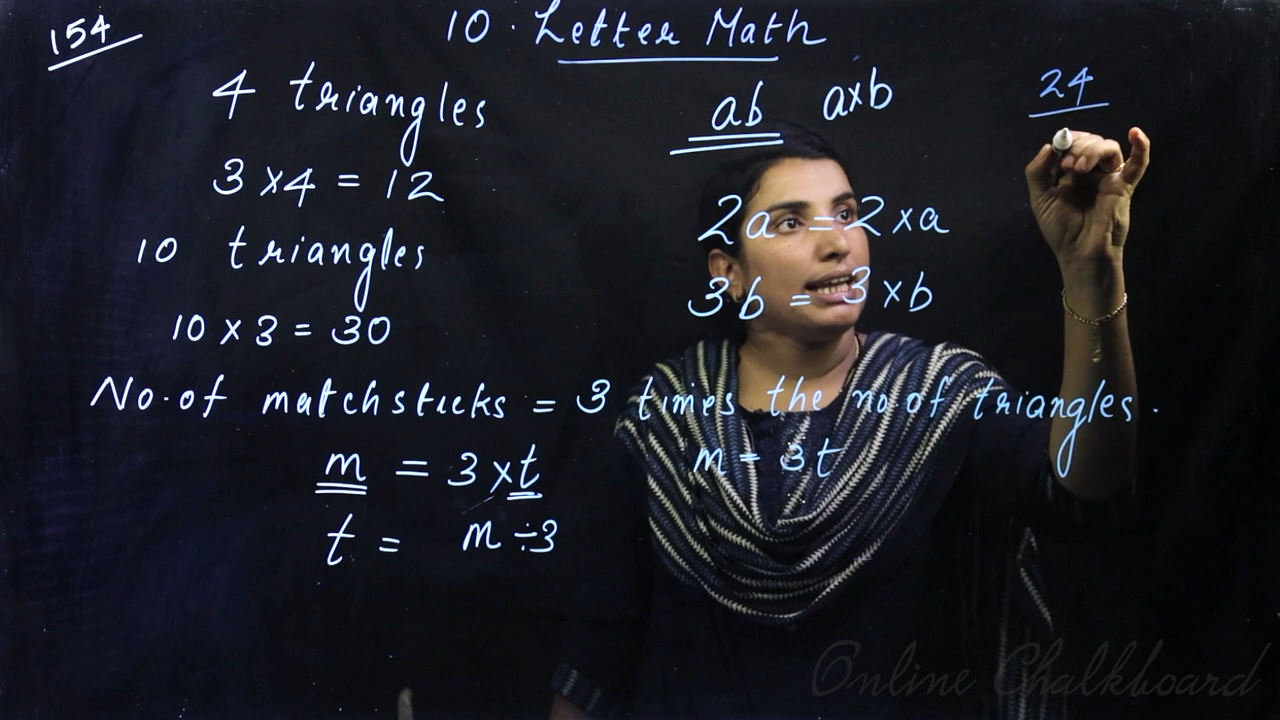 154
10. Letter Math
4 triangles
3 × 4 = 12
10 triangles
10 × 3 = 30
ab a×b
24
2a = 2 × a
3b = 3 × b
No. of matchsticks = 3 times the no. of triangles.
m = 3 × t
m = 3t
t = m ÷ 3
Online Chalkboard